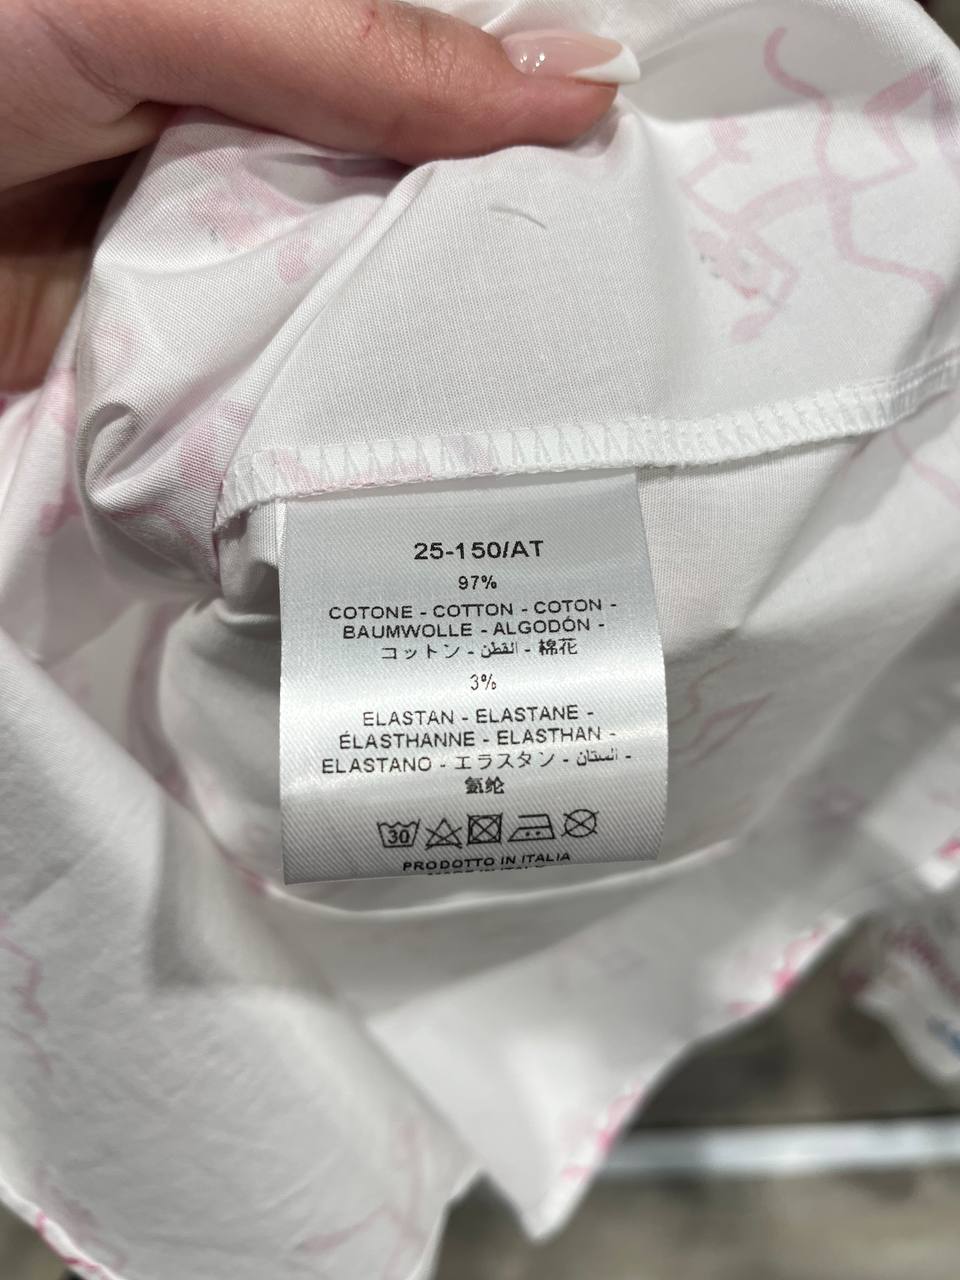 25-150/AT
97%
COTONE - COTTON - COTON -
BAUMWOLLE - ALGODÓN -
コットン - القطن - 棉花
3%
ELASTAN - ELASTANE -
ÉLASTHANNE - ELASTHAN -
ELASTANO - エラスタン - الستان -
氨纶
30
PRODOTTO IN ITALIA